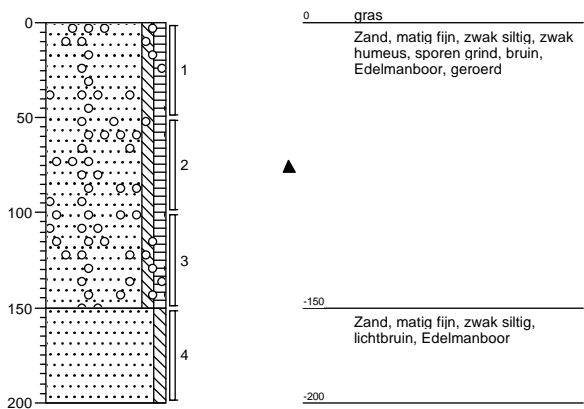 0
50
100
150
200
1
2
3
4
0 gras
Zand, matig fijn, zwak siltig, zwak
humeus, sporen grind, bruin,
Edelmanboor, geroerd
-150
Zand, matig fijn, zwak siltig,
lichtbruin, Edelmanboor
-200